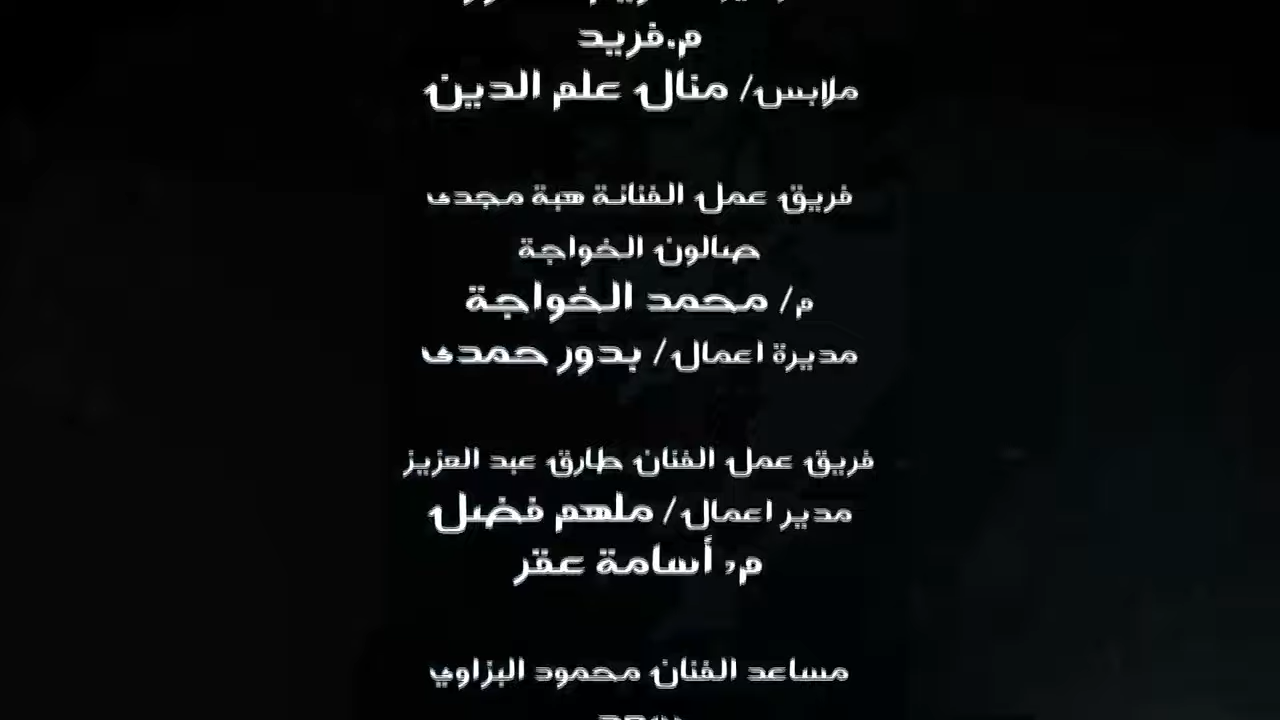 م.فريد
ملابس/ منال علم الدين
فريق عمل الفنانة هبة مجدى
صالون الخواجة
م/ محمد الخواجة
مديرة اعمال/ بدور حمدى
فريق عمل الفنان طارق عبد العزيز
مدير اعمال/ ملهم فضل
م, أسامة عقر
مساعد الفنان محمود البزاوي